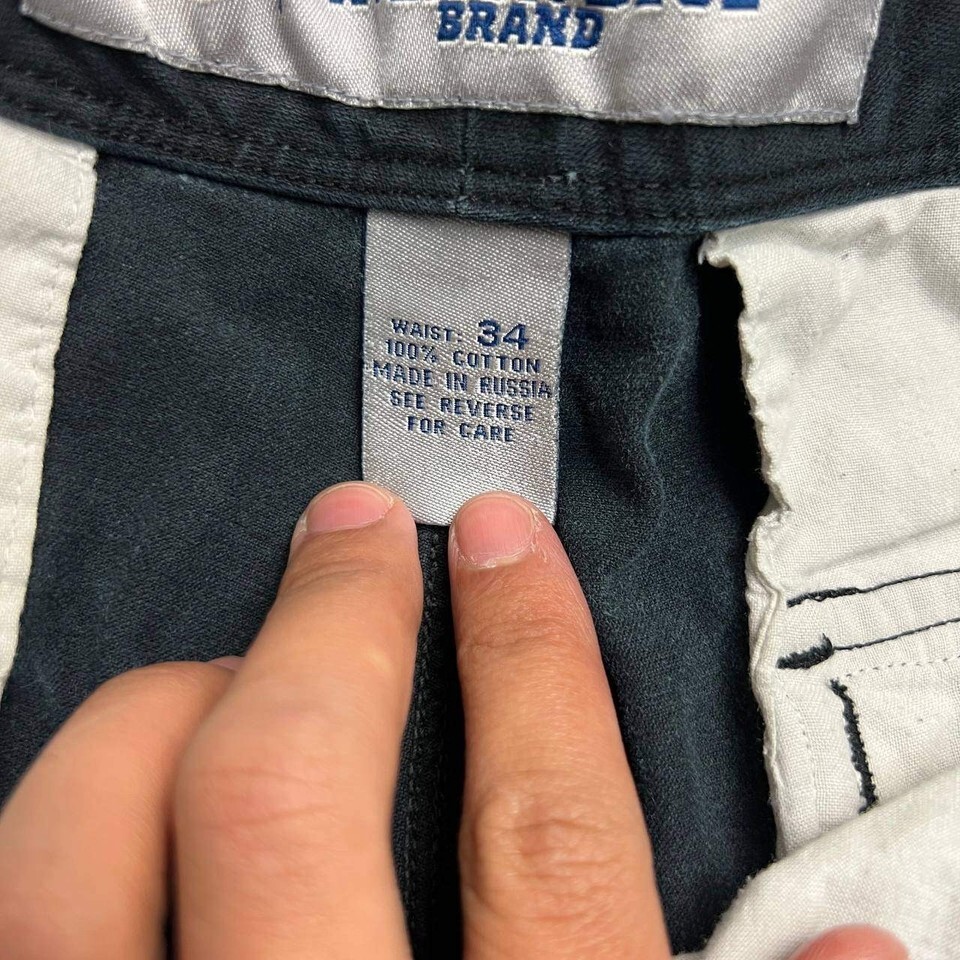 BRAND
WAIST: 34
100% COTTON
MADE IN RUSSIA
SEE REVERSE
FOR CARE